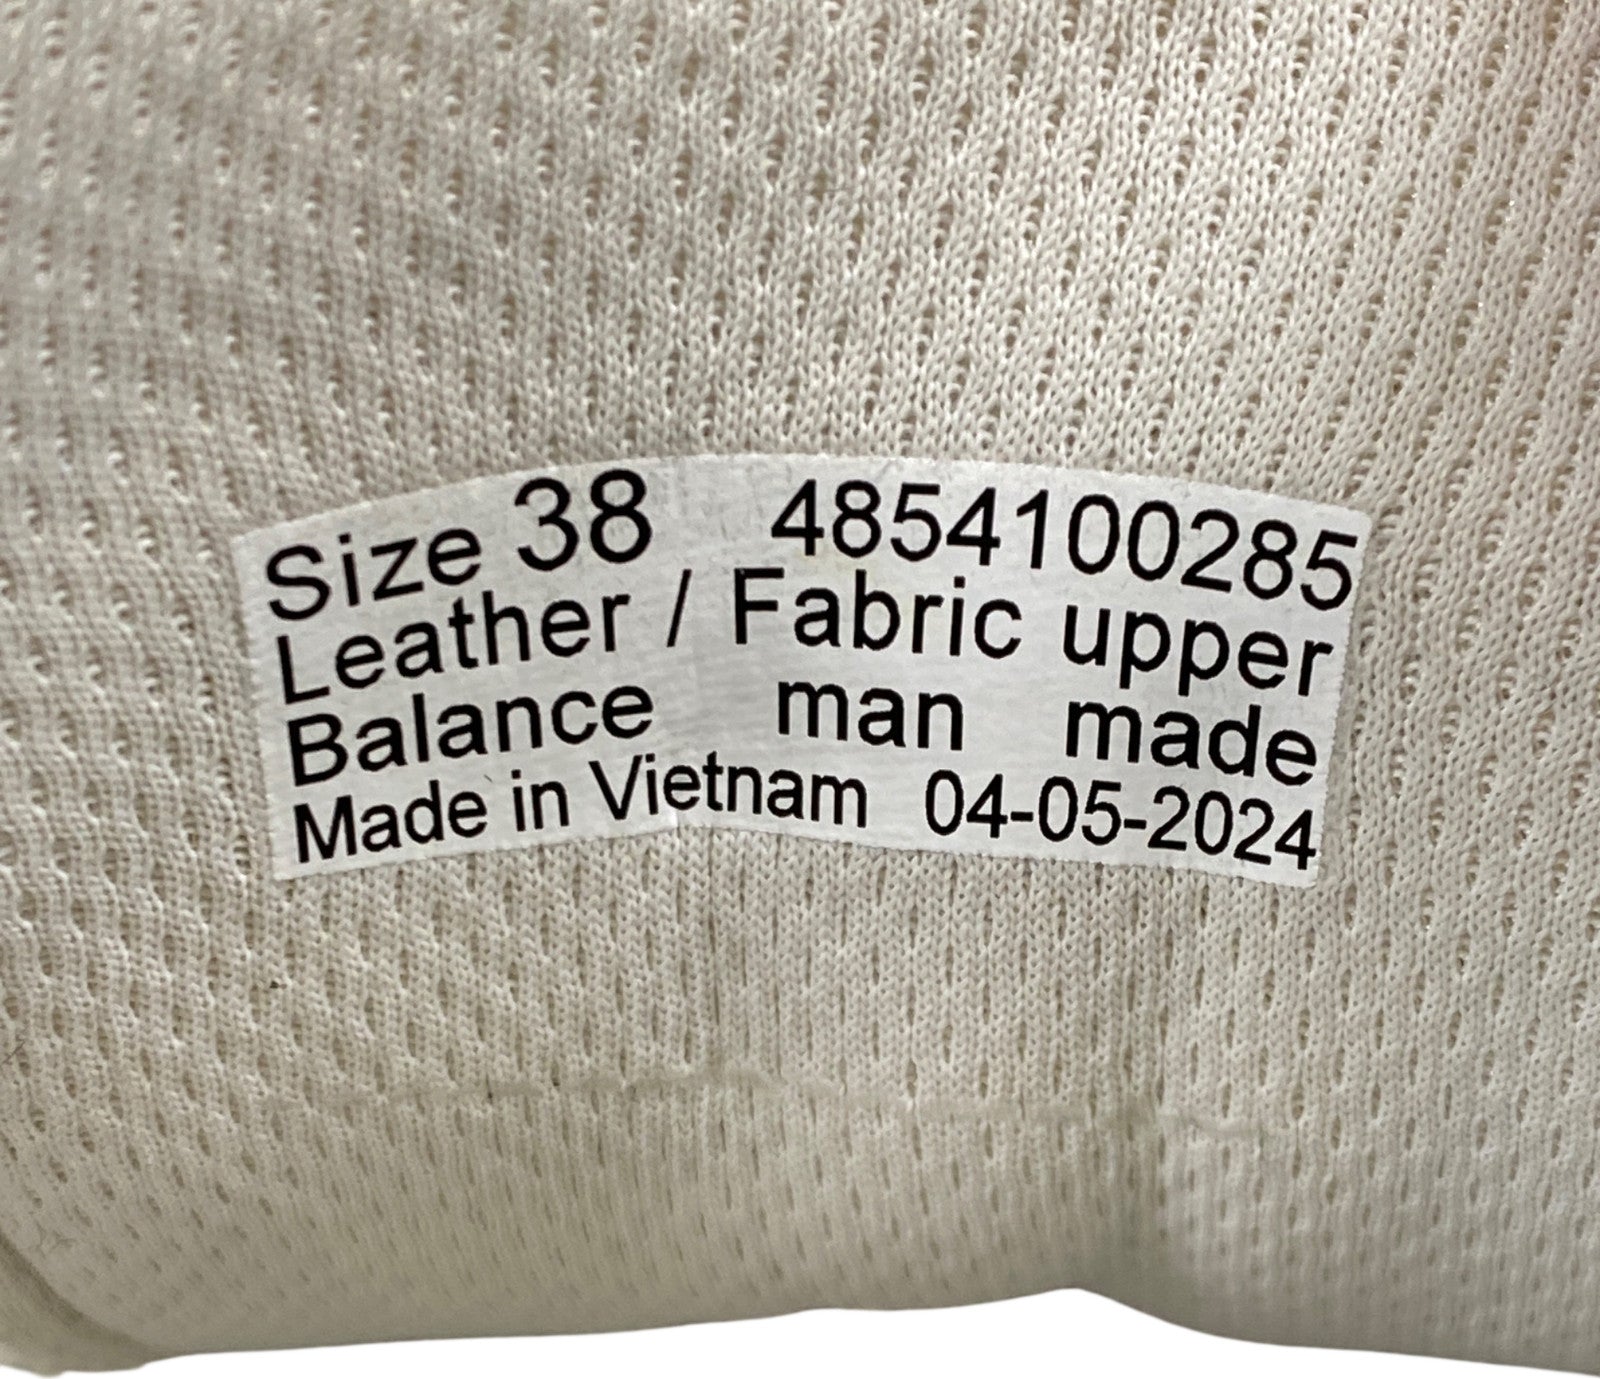 Size 38 4854100285
Leather / Fabric upper
Balance man made
Made in Vietnam 04-05-2024